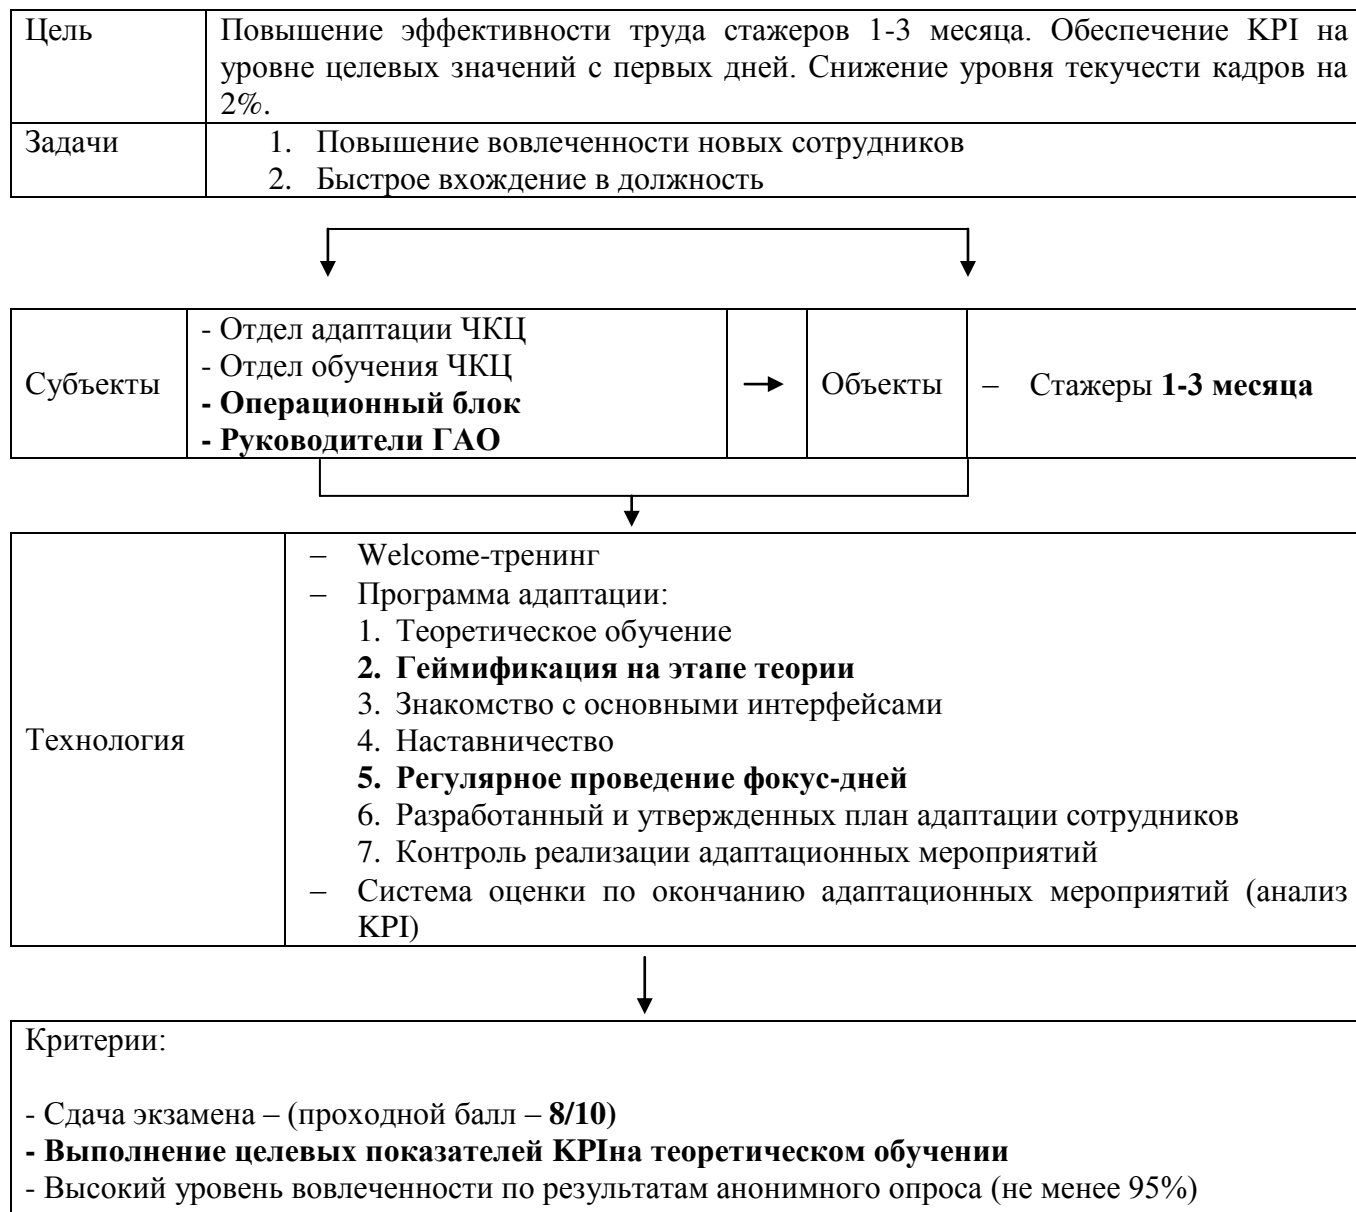 Цель
Повышение эффективности труда стажеров 1-3 месяца. Обеспечение KPI на
уровне целевых значений с первых дней. Снижение уровня текучести кадров на
2%.
Задачи
1. Повышение вовлеченности новых сотрудников
2. Быстрое вхождение в должность
Субъекты
- Отдел адаптации ЧКЦ
- Отдел обучения ЧКЦ
- Операционный блок
- Руководители ГАО
Объекты
– Стажеры 1-3 месяца
Технология
– Welcome-тренинг
– Программа адаптации:
1. Теоретическое обучение
2. Геймификация на этапе теории
3. Знакомство с основными интерфейсами
4. Наставничество
5. Регулярное проведение фокус-дней
6. Разработанный и утвержденных план адаптации сотрудников
7. Контроль реализации адаптационных мероприятий
– Система оценки по окончанию адаптационных мероприятий (анализ
KPI)
Критерии:
- Сдача экзамена – (проходной балл – 8/10)
- Выполнение целевых показателей KPIна теоретическом обучении
- Высокий уровень вовлеченности по результатам анонимного опроса (не менее 95%)